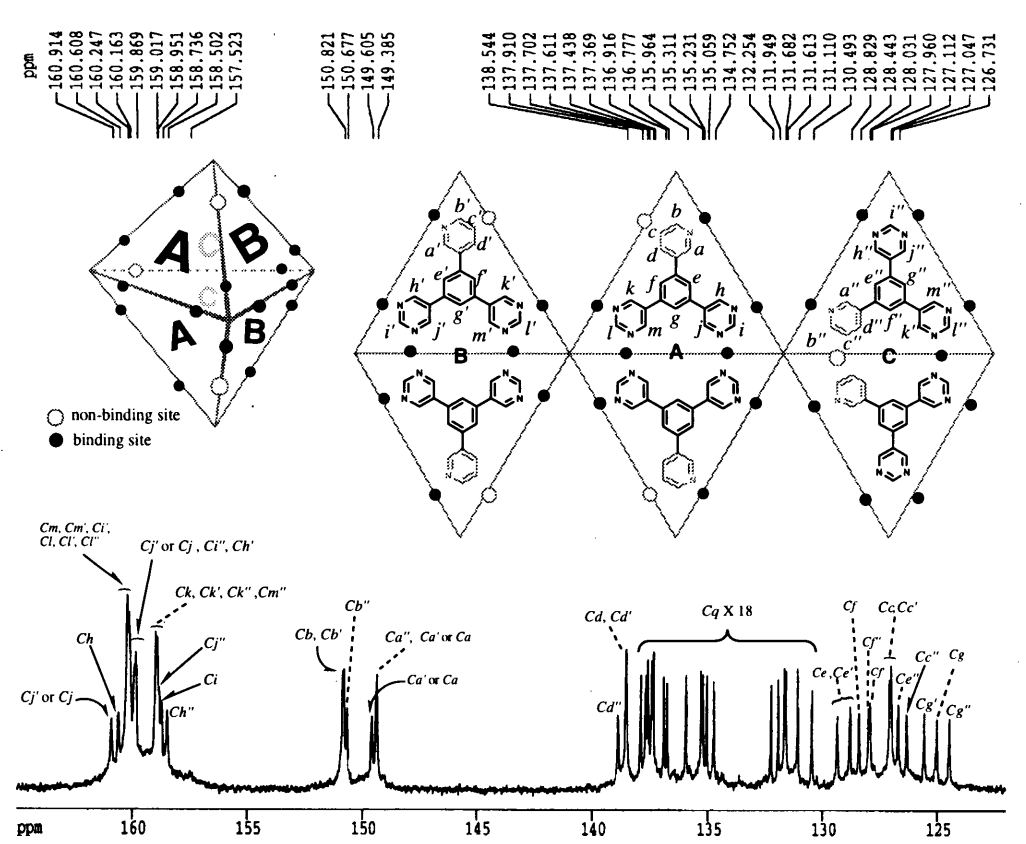 ppm
160.914
160.608
160.247
160.163
159.869
159.017
158.951
158.736
158.502
157.523
150.821
150.677
149.605
149.385
138.544
137.910
137.702
137.611
137.438
137.369
136.916
136.777
135.964
135.311
135.231
135.059
134.752
132.254
131.949
131.682
131.613
131.110
130.493
128.829
128.443
128.031
127.960
127.112
127.047
126.731
A C B
C
A B
non-binding site
binding site
b' c'
N
a' d'
e' f'
h' k'
N N
N N
i' j' g' m' l'
B
N N
N N
N
b
c N
d a
f e
k h
N N
N N
l m g j i
A
N N
N N
N
i''
N N
h'' j''
e'' g''
a'' m''
N N
N
d'' f'' k'' l''
b'' c''
C
N
N
N
N N
Cm, Cm', Ci',
Cl, Cl', Cl''
Cj' or Cj , Ci'', Ch'
Ck, Ck', Ck'' ,Cm''
Ch
Cj''
Ci
Cj' or Cj
Ch''
Cb''
Cb, Cb'
Ca'', Ca' or Ca
Ca' or Ca
Cd, Cd'
Cd''
Cq X 18
Cf
Cc,Cc'
Cf''
Cc''
Cg
Ce, Ce'
Cf
Ce''
Cg'
Cg''
ppm 160 155 150 145 140 135 130 125